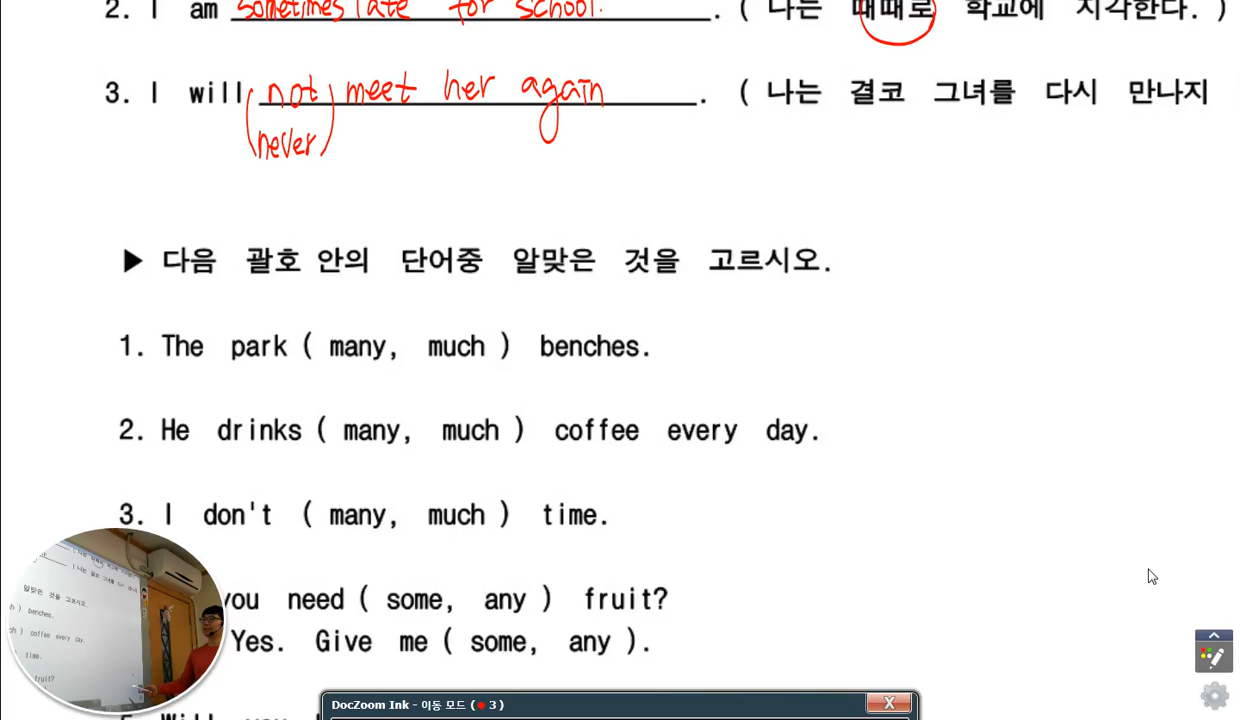 2. I am sometimes late for school. ( 나는 때때로 학교에 지각한다. )
3. I will not meet her again . ( 나는 결코 그녀를 다시 만나지
(never)
▶ 다음 괄호 안의 단어중 알맞은 것을 고르시오.
1. The park ( many, much ) benches.
2. He drinks ( many, much ) coffee every day.
3. I don't ( many, much ) time.
you need ( some, any ) fruit?
Yes. Give me ( some, any ).
DocZoom Ink - 이동 모드 ( 3 )
X